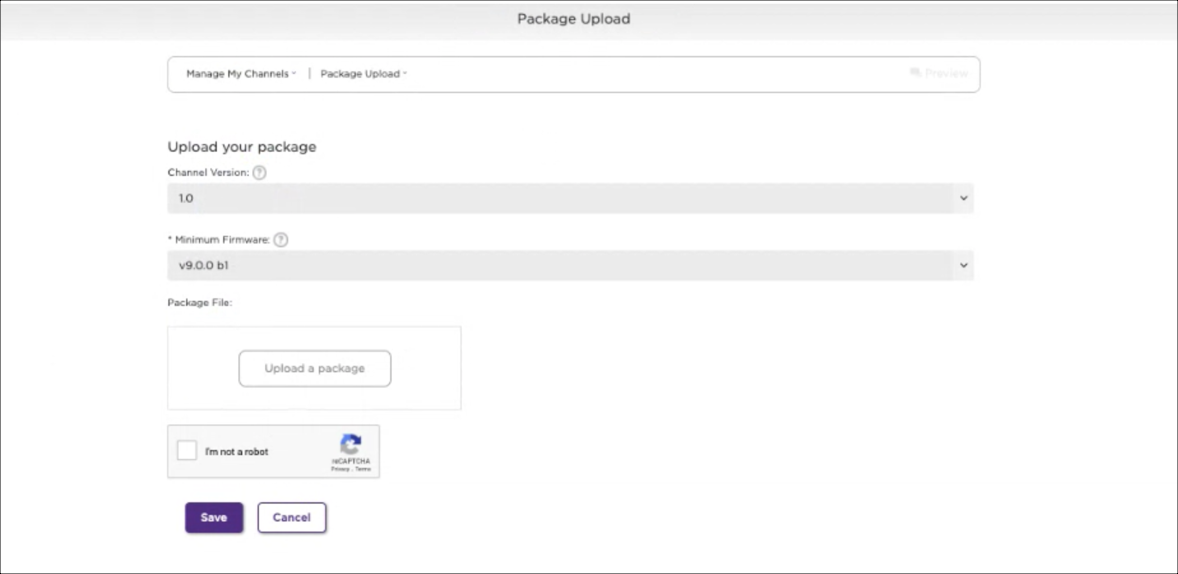 Package Upload
Manage My Channels | Package Upload Preview
Upload your package
Channel Version: ?
1.0
* Minimum Firmware: ?
v9.0.0 b1
Package File:
Upload a package
I'm not a robot
reCAPTCHA
Privacy - Terms
Save Cancel